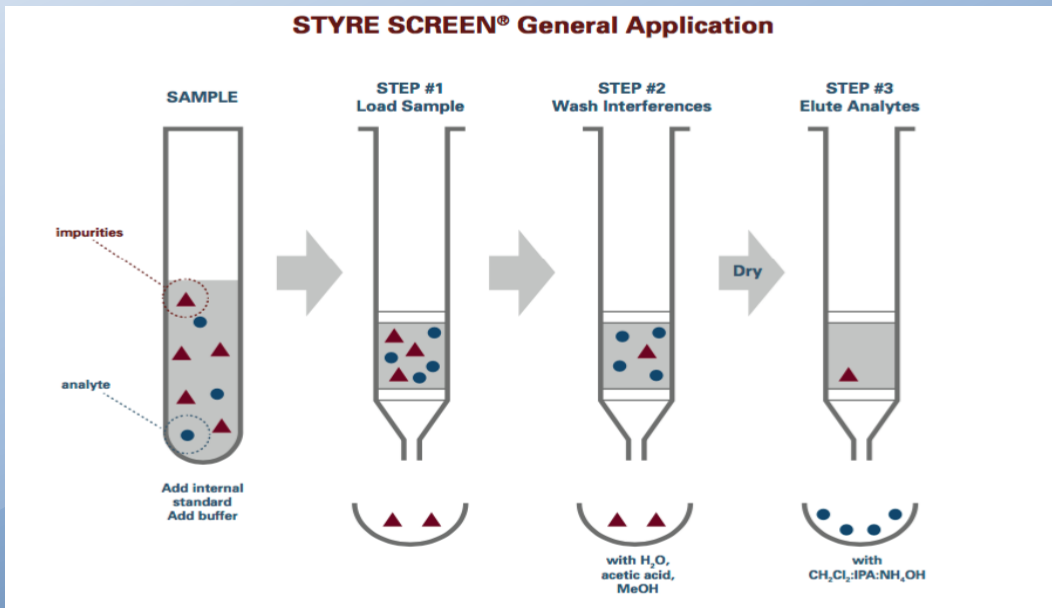 STYRE SCREEN® General Application
SAMPLE
STEP #1
Load Sample
STEP #2
Wash Interferences
STEP #3
Elute Analytes
impurities
analyte
Dry
Add internal
standard
Add buffer
with H₂O,
acetic acid,
MeOH
with
CH₂Cl₂:IPA:NH₄OH